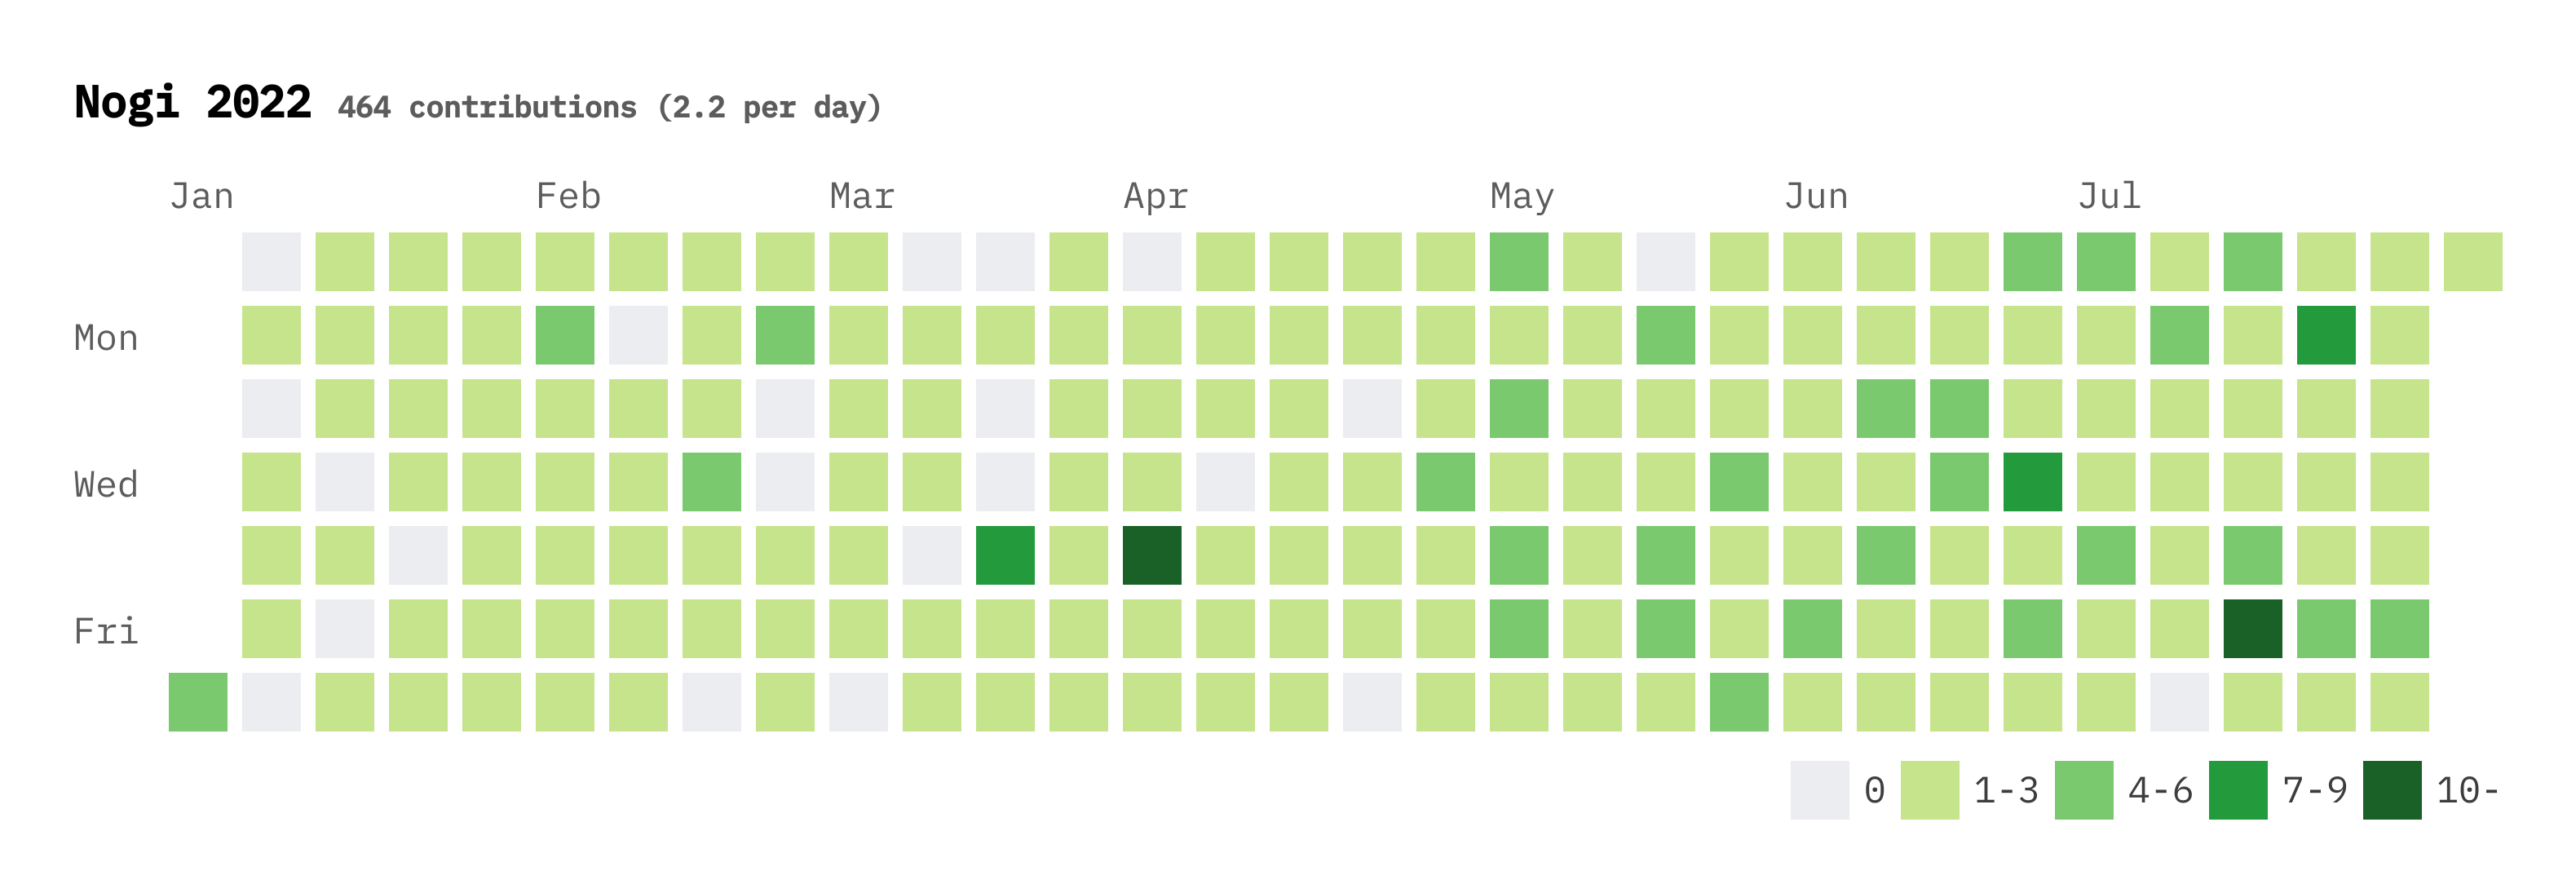 Nogi 2022 464 contributions (2.2 per day)
Jan Feb Mar Apr May Jun Jul
Mon
Wed
Fri
0 1-3 4-6 7-9 10-